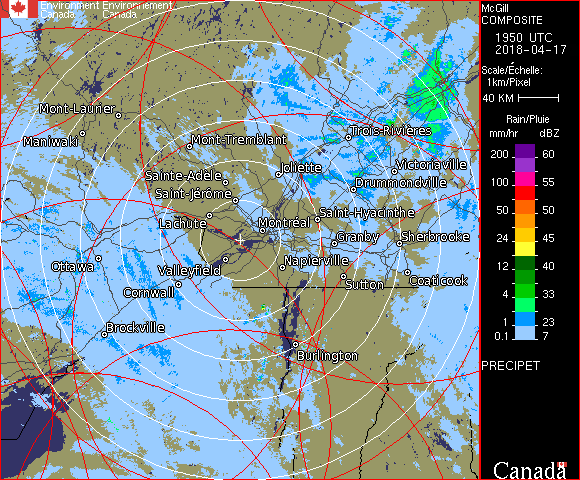 Environment Environnement
Canada Canada
McGill
COMPOSITE
1950 UTC
2018-04-17
Scale/Échelle:
1km/Pixel
40 KM
Rain/Pluie
mm/hr dBZ
200 60
100 55
50 50
24 45
12 40
4 33
1 23
0.1 7
PRECIPET
Canada
Mont-Laurier
Maniwaki
Mont-Tremblant
Trois-Rivières
Joliette
Victoriaville
Sainte-Adèle
Drummondville
Saint-Jérôme
Saint-Hyacinthe
Lachute
Montréal
Granby
Sherbrooke
Ottawa
Valleyfield
Napierville
Sutton
Coaticook
Cornwall
Brockville
Burlington